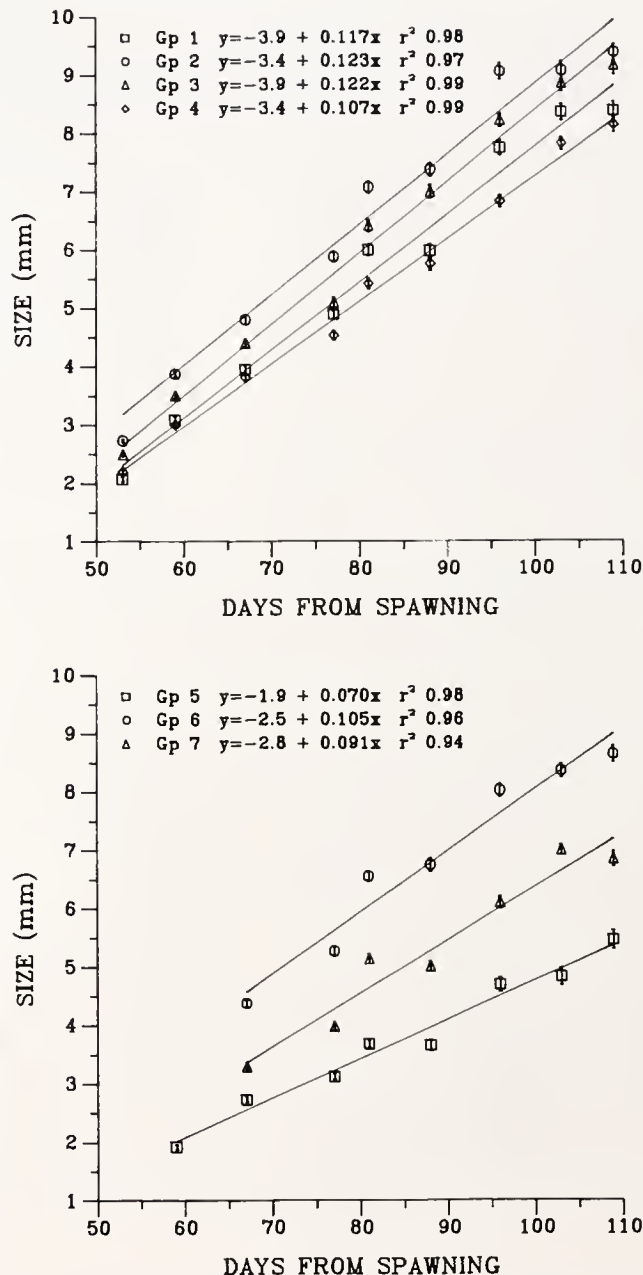 Gp 1 y=-3.9 + 0.117x r² 0.98
Gp 2 y=-3.4 + 0.123x r² 0.97
Gp 3 y=-3.9 + 0.122x r² 0.99
Gp 4 y=-3.4 + 0.107x r² 0.99
10
9
8
7
6
5
4
3
2
1
SIZE (mm)
50 60 70 80 90 100 110
DAYS FROM SPAWNING
Gp 5 y=-1.9 + 0.070x r² 0.98
Gp 6 y=-2.5 + 0.105x r² 0.96
Gp 7 y=-2.8 + 0.091x r² 0.94
10
9
8
7
6
5
4
3
2
1
SIZE (mm)
50 60 70 80 90 100 110
DAYS FROM SPAWNING